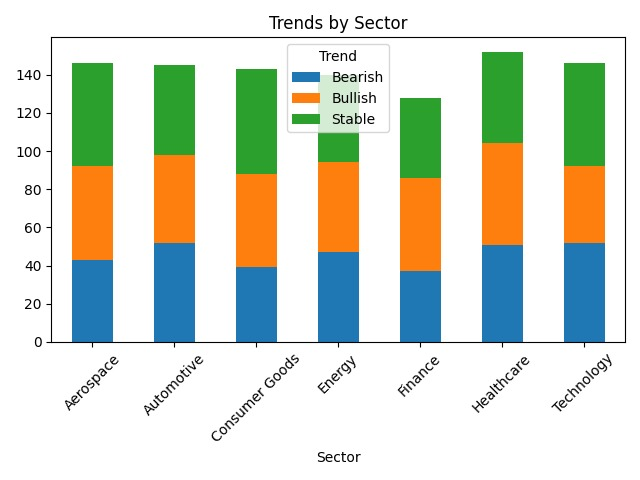 Trends by Sector
Trend
Bearish
Bullish
Stable
140
120
100
80
60
40
20
0
Aerospace
Automotive
Consumer Goods
Energy
Finance
Healthcare
Technology
Sector